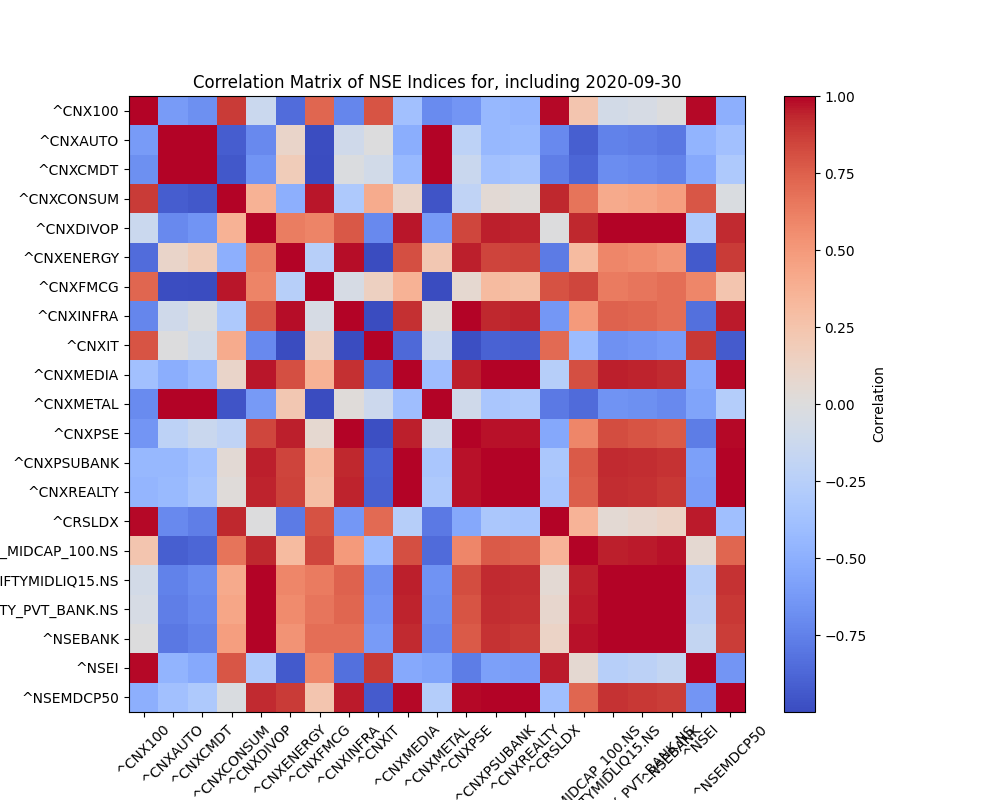 Correlation Matrix of NSE Indices for, including 2020-09-30
^CNX100
^CNXAUTO
^CNXCMDT
^CNXCONSUM
^CNXDIVOP
^CNXENERGY
^CNXFMCG
^CNXINFRA
^CNXIT
^CNXMEDIA
^CNXMETAL
^CNXPSE
^CNXPSUBANK
^CNXREALTY
^CRSLDX
_MIDCAP_100.NS
IFTYMIDLIQ15.NS
TY_PVT_BANK.NS
^NSEBANK
^NSEI
^NSEMDCP50
^CNX100
^CNXAUTO
^CNXCMDT
^CNXCONSUM
^CNXDIVOP
^CNXENERGY
^CNXFMCG
^CNXINFRA
^CNXIT
^CNXMEDIA
^CNXMETAL
^CNXPSE
^CNXPSUBANK
^CNXREALTY
^CRSLDX
MIDCAP_100.NS
TYMIDLIQ15.NS
_PVT_BANK.NS
^NSEBANK
^NSEI
^NSEMDCP50
1.00
0.75
0.50
0.25
0.00
−0.25
−0.50
−0.75
Correlation